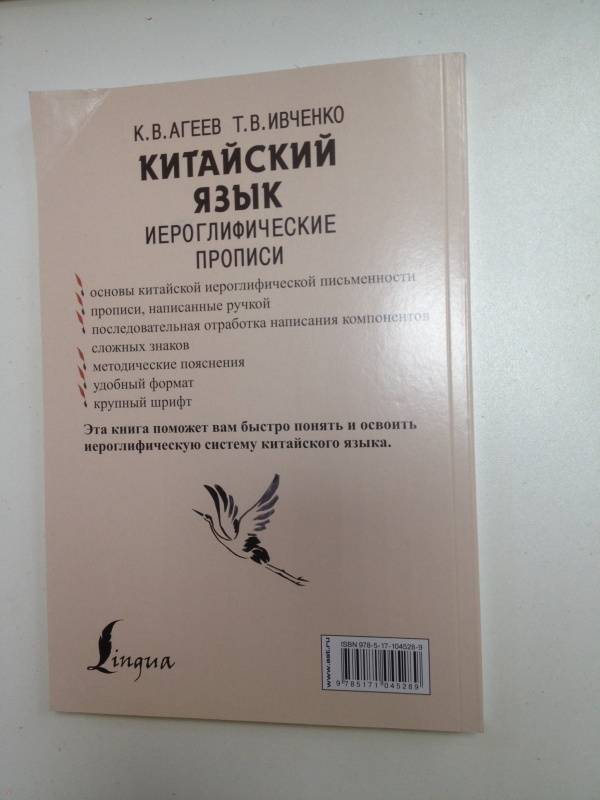 К.В.АГЕЕВ Т.В.ИВЧЕНКО
КИТАЙСКИЙ
ЯЗЫК
ИЕРОГЛИФИЧЕСКИЕ
ПРОПИСИ
основы китайской иероглифической письменности
прописи, написанные ручкой
последовательная отработка написания компонентов
сложных знаков
методические пояснения
удобный формат
крупный шрифт
Эта книга поможет вам быстро понять и освоить
иероглифическую систему китайского языка.
Lingua
www.ast.ru
ISBN 978-5-17-104528-9
9 785171 045289